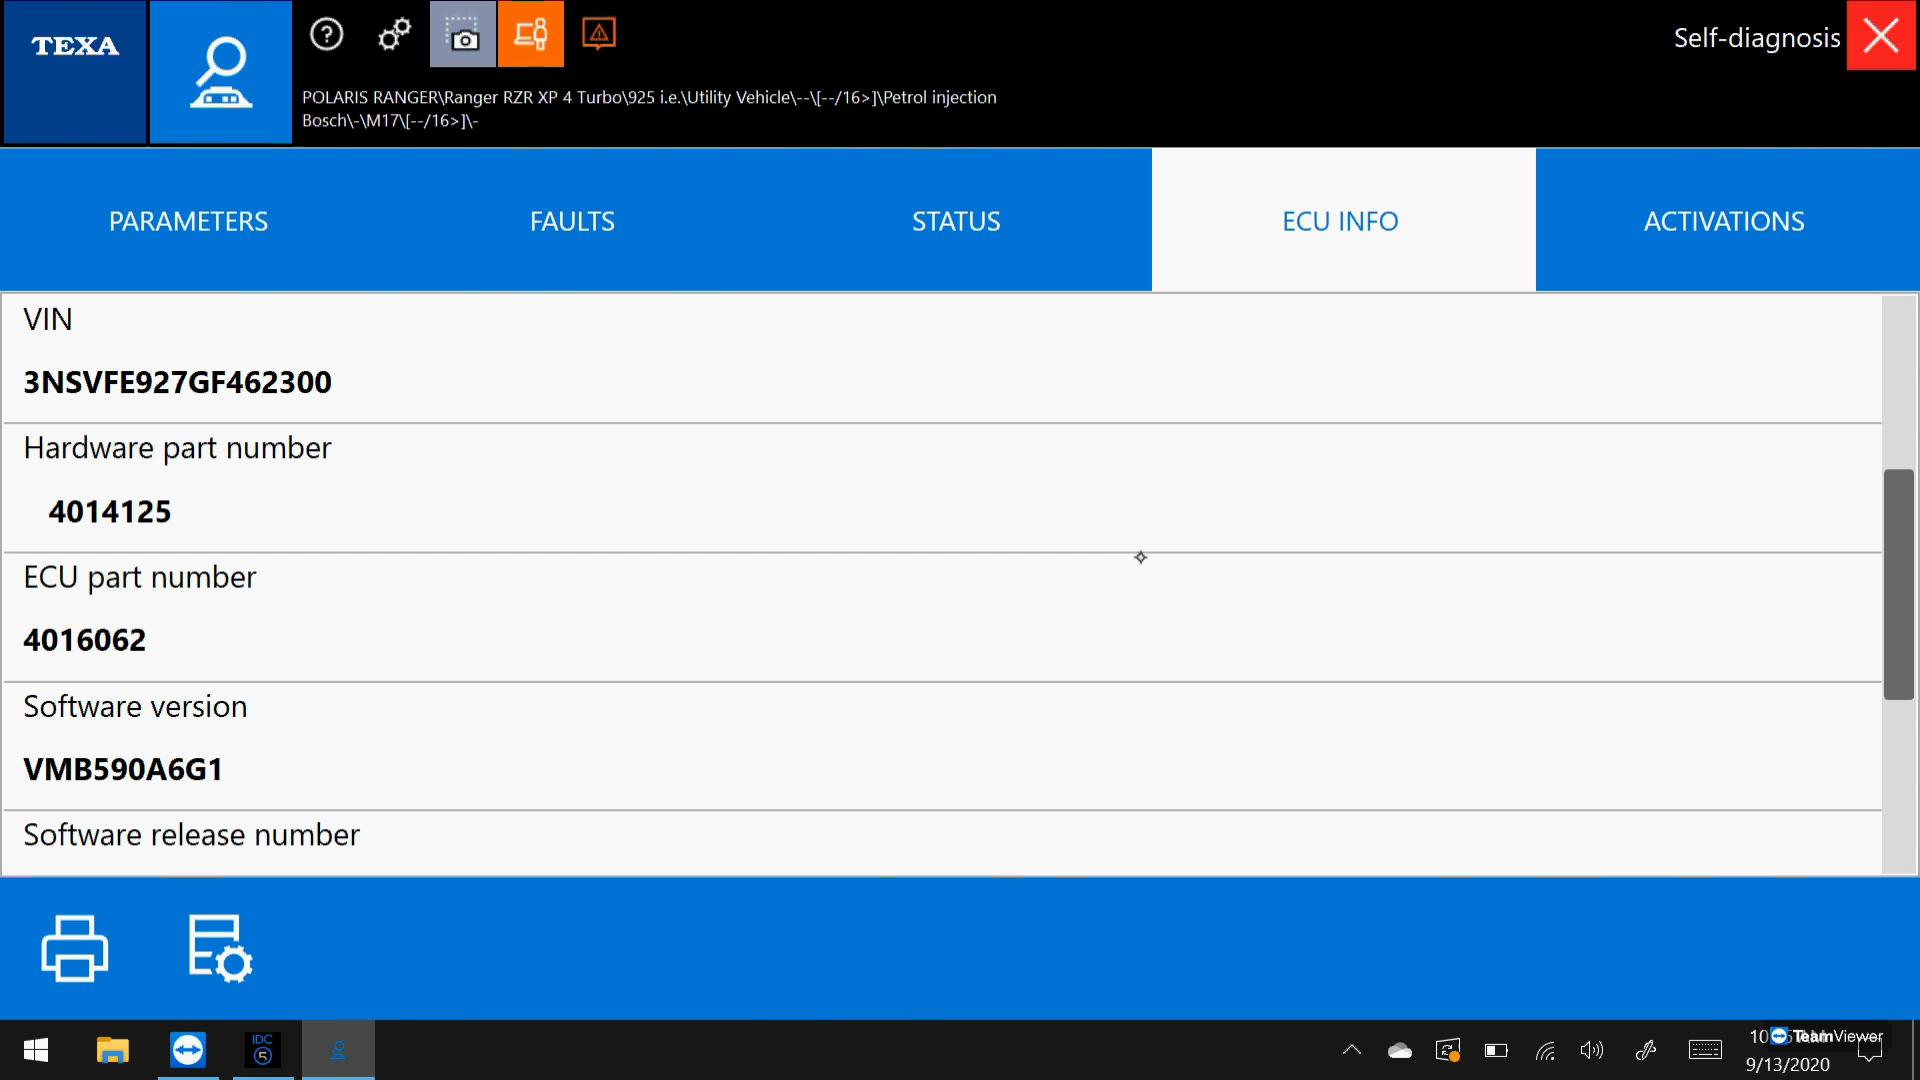 TEXA
Self-diagnosis
POLARIS RANGER\Ranger RZR XP 4 Turbo\925 i.e.\Utility Vehicle\--\[--/16>]\Petrol injection
Bosch\-\M17\[--/16>]\-
PARAMETERS
FAULTS
STATUS
ECU INFO
ACTIVATIONS
VIN
3NSVFE927GF462300
Hardware part number
4014125
ECU part number
4016062
Software version
VMB590A6G1
Software release number
IDC
5
TeamViewer
9/13/2020